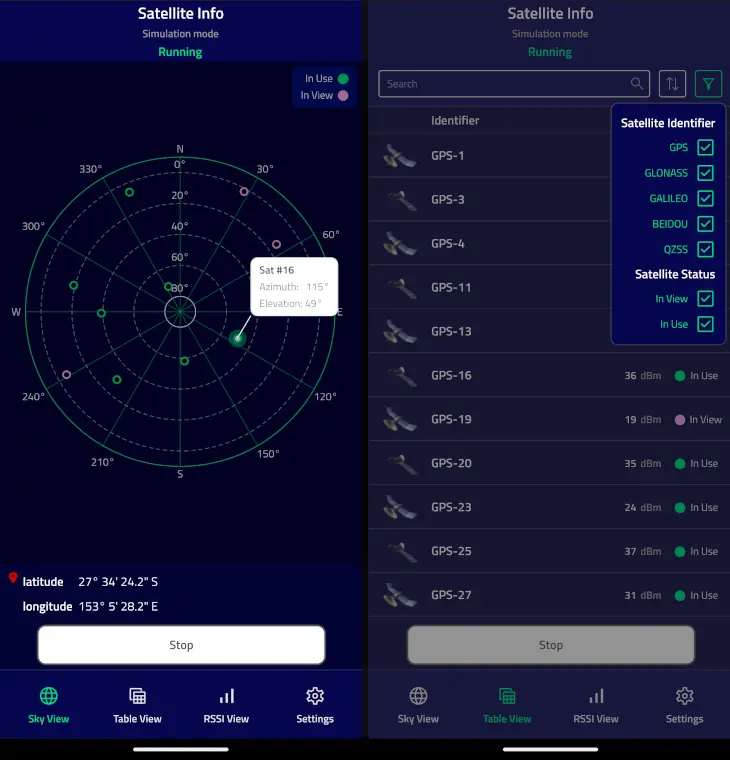 Satellite Info
Simulation mode
Running
In Use
In View
N
0°
330°
30°
20°
300°
40°
60°
60°
80°
W
E
Sat #16
Azimuth: 115°
Elevation: 49°
240°
120°
210°
150°
S
latitude 27° 34' 24.2" S
longitude 153° 5' 28.2" E
Stop
Sky View
Table View
RSSI View
Settings
Satellite Info
Simulation mode
Running
Search
Identifier
GPS-1
GPS-3
GPS-4
GPS-11
GPS-13
GPS-16 36 dBm In Use
GPS-19 19 dBm In View
GPS-20 35 dBm In Use
GPS-23 24 dBm In Use
GPS-25 37 dBm In Use
GPS-27 31 dBm In Use
Satellite Identifier
GPS
GLONASS
GALILEO
BEIDOU
QZSS
Satellite Status
In View
In Use
Stop
Sky View
Table View
RSSI View
Settings